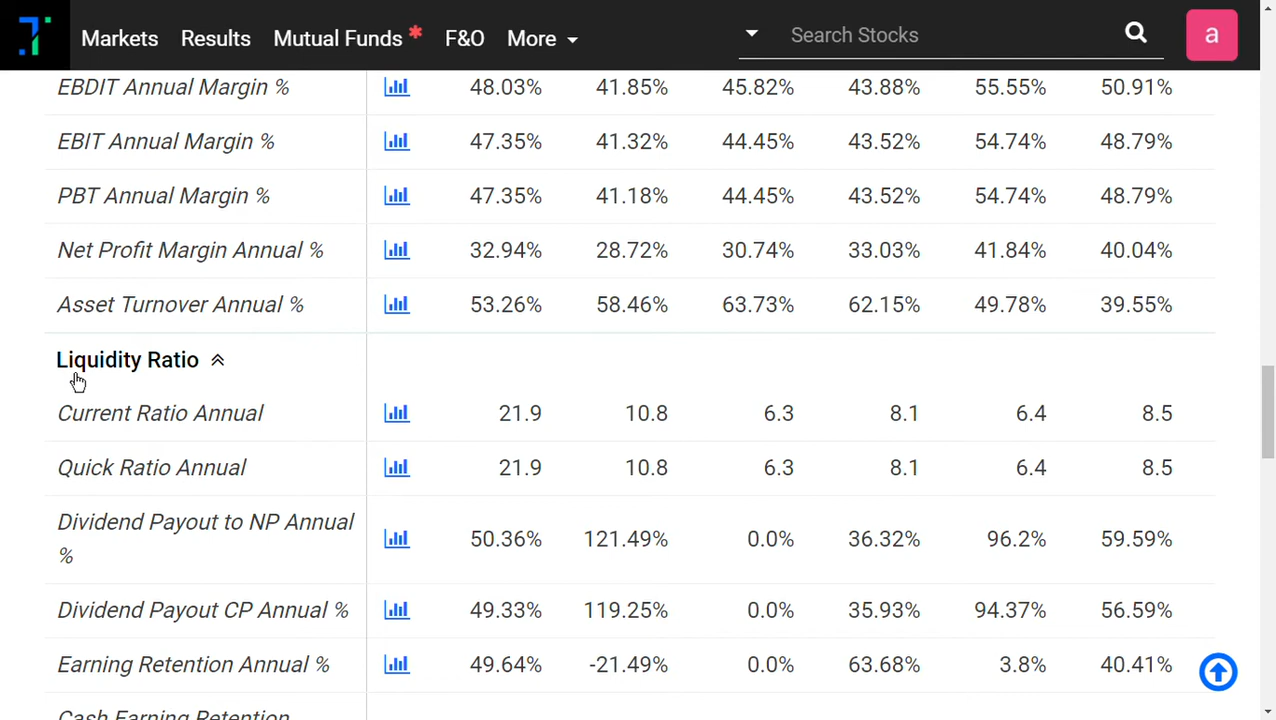 Markets Results Mutual Funds * F&O More Search Stocks a
EBDIT Annual Margin % 48.03% 41.85% 45.82% 43.88% 55.55% 50.91%
EBIT Annual Margin % 47.35% 41.32% 44.45% 43.52% 54.74% 48.79%
PBT Annual Margin % 47.35% 41.18% 44.45% 43.52% 54.74% 48.79%
Net Profit Margin Annual % 32.94% 28.72% 30.74% 33.03% 41.84% 40.04%
Asset Turnover Annual % 53.26% 58.46% 63.73% 62.15% 49.78% 39.55%
Liquidity Ratio
Current Ratio Annual 21.9 10.8 6.3 8.1 6.4 8.5
Quick Ratio Annual 21.9 10.8 6.3 8.1 6.4 8.5
Dividend Payout to NP Annual
% 50.36% 121.49% 0.0% 36.32% 96.2% 59.59%
Dividend Payout CP Annual % 49.33% 119.25% 0.0% 35.93% 94.37% 56.59%
Earning Retention Annual % 49.64% -21.49% 0.0% 63.68% 3.8% 40.41%
Cash Earning Retention